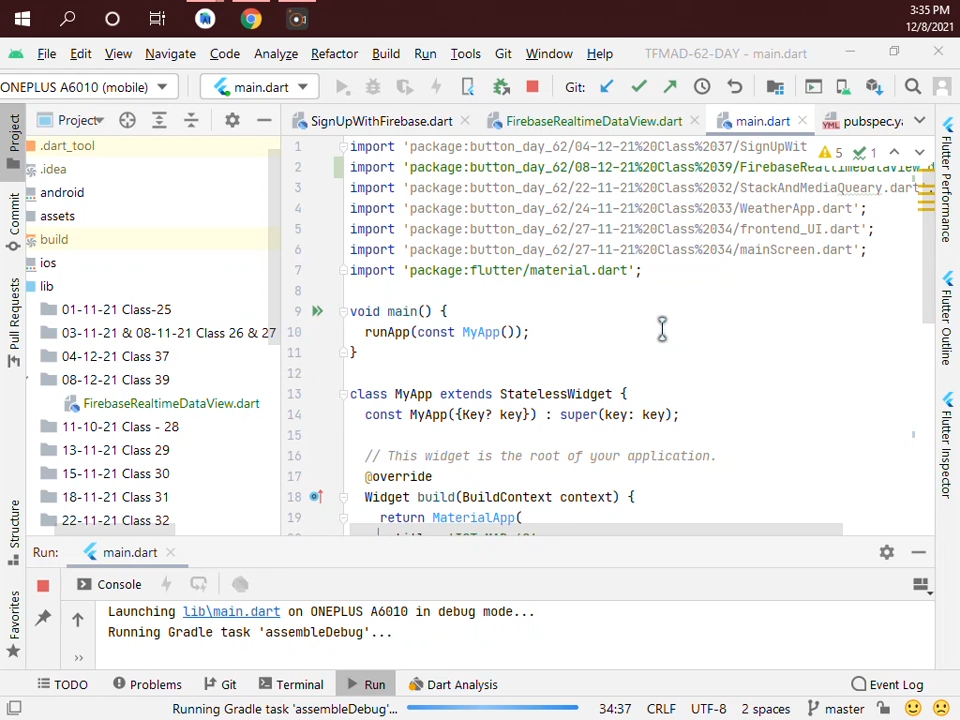 3:35 PM
12/8/2021
File Edit View Navigate Code Analyze Refactor Build Run Tools Git Window Help TFMAD-62-DAY - main.dart
ONEPLUS A6010 (mobile) main.dart Git:
Project SignUpWithFirebase.dart FirebaseRealtimeDataView.dart main.dart pubspec.ya
.dart_tool
.idea
android
assets
build
ios
lib
01-11-21 Class-25
03-11-21 & 08-11-21 Class 26 & 27
04-12-21 Class 37
08-12-21 Class 39
FirebaseRealtimeDataView.dart
11-10-21 Class - 28
13-11-21 Class 29
15-11-21 Class 30
18-11-21 Class 31
22-11-21 Class 32
1 import 'package:button_day_62/04-12-21%20Class%2037/SignUpWit 5 1
2 import 'package:button_day_62/08-12-21%20Class%2039/FirebaseRealtimeDataView.d
3 import 'package:button_day_62/22-11-21%20Class%2032/StackAndMediaQueary.dart';
4 import 'package:button_day_62/24-11-21%20Class%2033/WeatherApp.dart';
5 import 'package:button_day_62/27-11-21%20Class%2034/frontend_UI.dart';
6 import 'package:button_day_62/27-11-21%20Class%2034/mainScreen.dart';
7 import 'package:flutter/material.dart';
8
9 void main() {
10 runApp(const MyApp());
11 }
12
13 class MyApp extends StatelessWidget {
14 const MyApp({Key? key}) : super(key: key);
15
16 // This widget is the root of your application.
17 @override
18 Widget build(BuildContext context) {
19 return MaterialApp(
Project
Commit
Pull Requests
Structure
Favorites
Flutter Performance
Flutter Outline
Flutter Inspector
Run: main.dart
Console
Launching lib\main.dart on ONEPLUS A6010 in debug mode...
Running Gradle task 'assembleDebug'...
TODO Problems Git Terminal Run Dart Analysis Event Log
Running Gradle task 'assembleDebug'... 34:37 CRLF UTF-8 2 spaces master